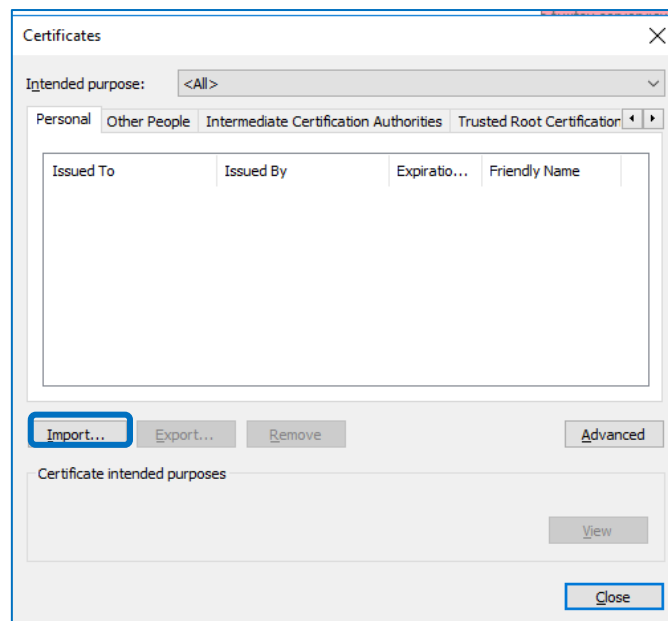 Certificates
Intended purpose: <All>
Personal Other People Intermediate Certification Authorities Trusted Root Certification
Issued To Issued By Expiratio... Friendly Name
Import... Export... Remove Advanced
Certificate intended purposes
View
Close